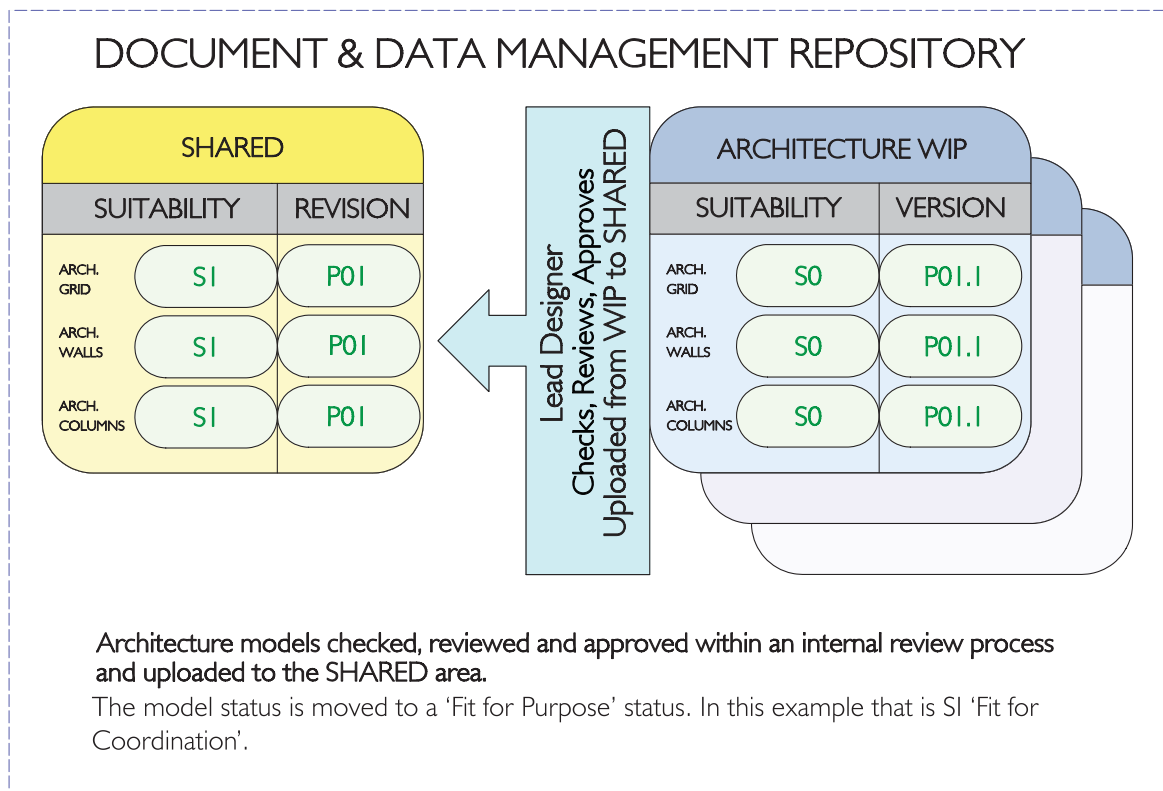 DOCUMENT & DATA MANAGEMENT REPOSITORY
SHARED
SUITABILITY REVISION
ARCH.
GRID
S1 P01
ARCH.
WALLS
S1 P01
ARCH.
COLUMNS
S1 P01
Lead Designer
Checks, Reviews, Approves
Uploaded from WIP to SHARED
ARCHITECTURE WIP
SUITABILITY VERSION
ARCH.
GRID
S0 P01.1
ARCH.
WALLS
S0 P01.1
ARCH.
COLUMNS
S0 P01.1
Architecture models checked, reviewed and approved within an internal review process
and uploaded to the SHARED area.
The model status is moved to a ‘Fit for Purpose’ status. In this example that is S1 ‘Fit for
Coordination’.